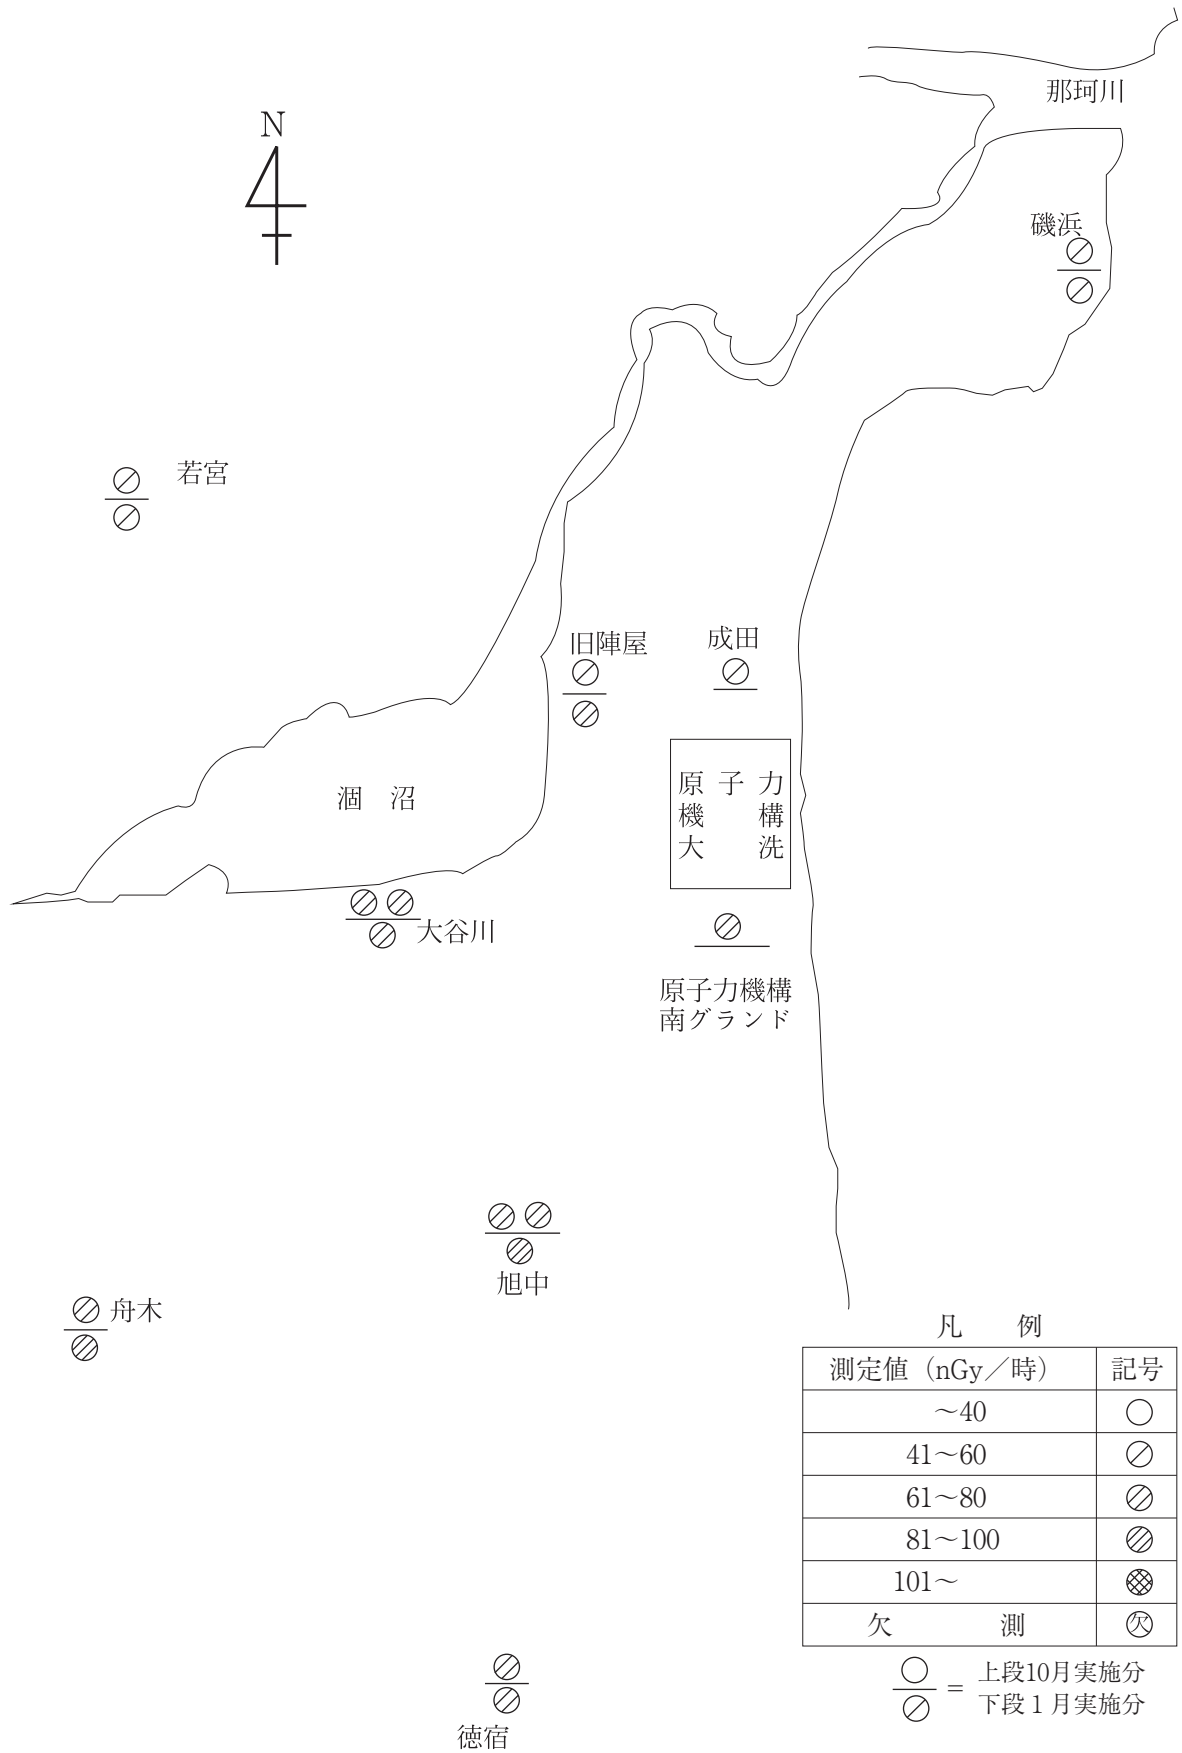 那珂川
N
磯浜
若宮
旧陣屋
成田
原子力
機構
大洗
涸沼
大谷川
原子力機構
南グランド
旭中
舟木
凡例
測定値（nGy／時） 記号
～40
41～60
61～80
81～100
101～
欠測 欠
= 上段10月実施分
下段1月実施分
徳宿